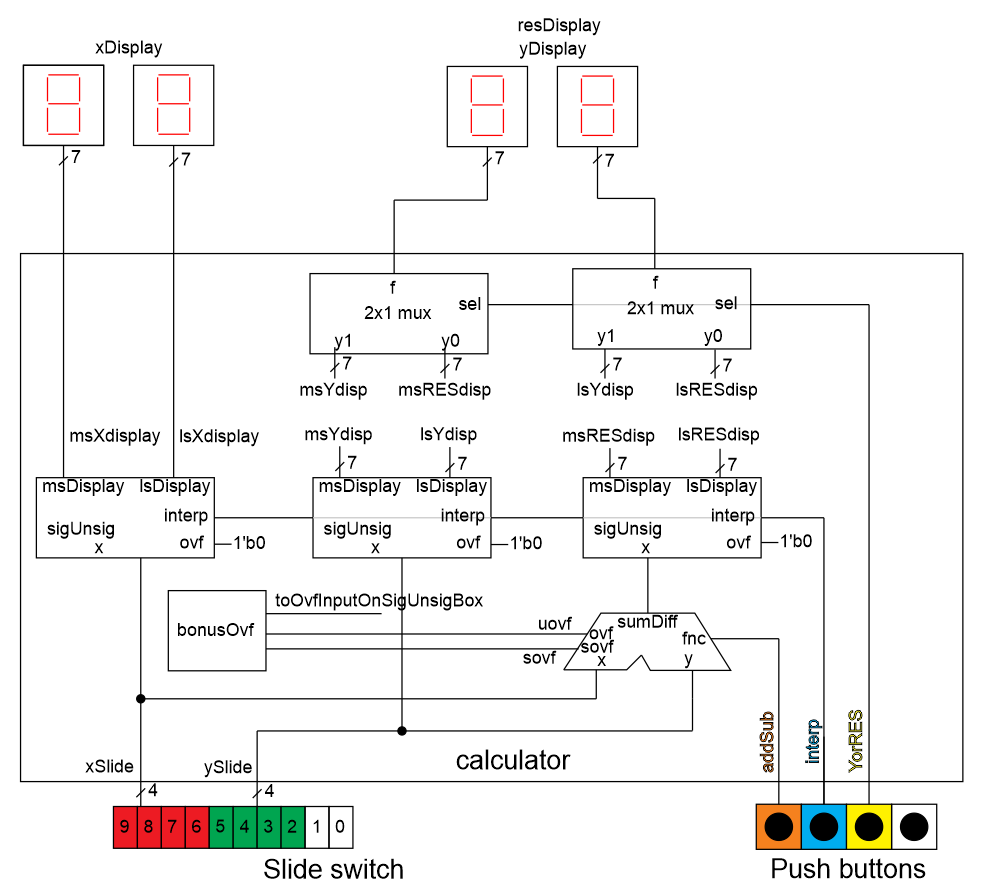 resDisplay
xDisplay
yDisplay
7
7
7
7
f
f
2x1 mux
sel
2x1 mux
sel
y1
y0
y1
y0
7
7
7
7
msYdisp
msRESdisp
lsYdisp
lsRESdisp
msXdisplay
lsXdisplay
msYdisp
lsYdisp
msRESdisp
lsRESdisp
7
7
7
7
msDisplay
lsDisplay
msDisplay
lsDisplay
msDisplay
lsDisplay
interp
interp
interp
sigUnsig
sigUnsig
sigUnsig
x
ovf
1'b0
x
ovf
1'b0
x
ovf
1'b0
toOvfInputOnSigUnsigBox
bonusOvf
uovf
sovf
sumDiff
ovf
sovf
fnc
x
y
addSub
interp
YorRES
calculator
xSlide
ySlide
4
4
9 8 7 6 5 4 3 2 1 0
Slide switch
Push buttons